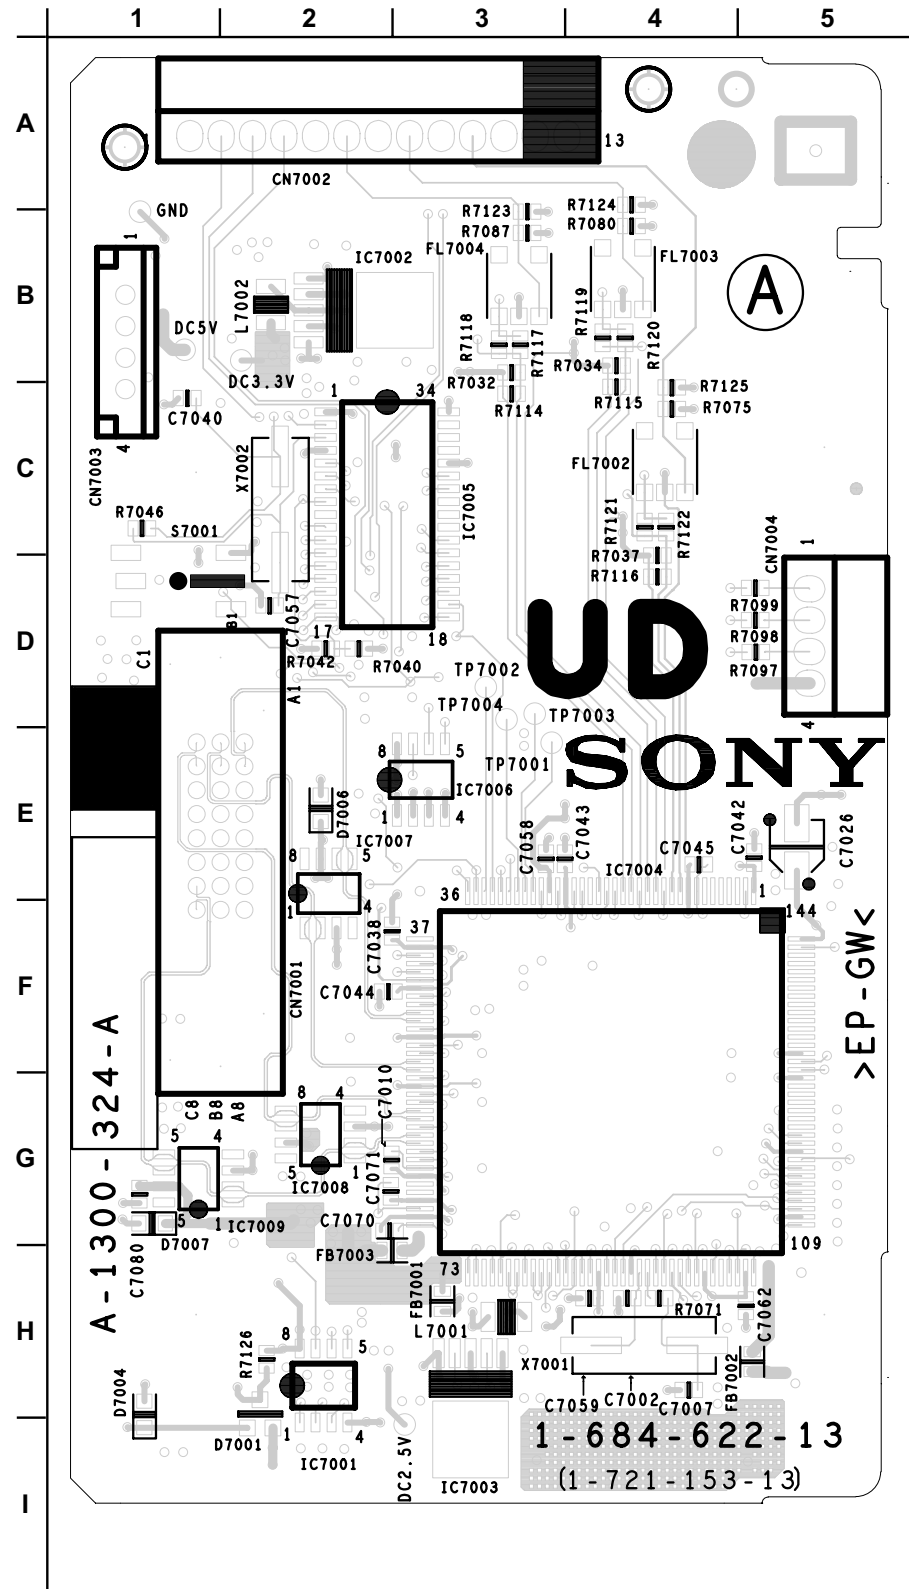 1 2 3 4 5
A
13
CN7002
GND
R7123
R7124
R7087
R7080
1
FL7004
IC7002
FL7003
B
A
L7002
R7119
DC5V
R7118
R7117
R7120
R7034
DC3.3V
R7032
1
34
R7125
C7040
R7114
R7115
R7075
4
CN7003
X7002
FL7002
C
IC7005
R7046
S7001
R7121
R7122
CN7004
1
R7037
R7116
C7057
R7099
B1
17
18
R7098
D
C1
R7042
R7040
TP7002
UD
R7097
A1
TP7004
TP7003
4
8
5
TP7001
SONY
IC7006
E
D7006
1
4
IC7007
C7058
C7043
C7045
C7042
C7026
IC7004
8
5
36
1
1
4
144
C7038
37
>EP-GW<
F
CN7001
C7044
A-1300-324-A
C7010
C8
B8
A8
8
4
5
4
G
5
1
C7071
IC7008
5
1
IC7009
C7070
D7007
FB7003
109
C7080
73
FB7001
R7071
C7062
H
L7001
8
5
R7126
X7001
FB7002
D7004
C7059
C7002
C7007
D7001
1
4
DC2.5V
1-684-622-13
IC7001
IC7003
(1-721-153-13)
I